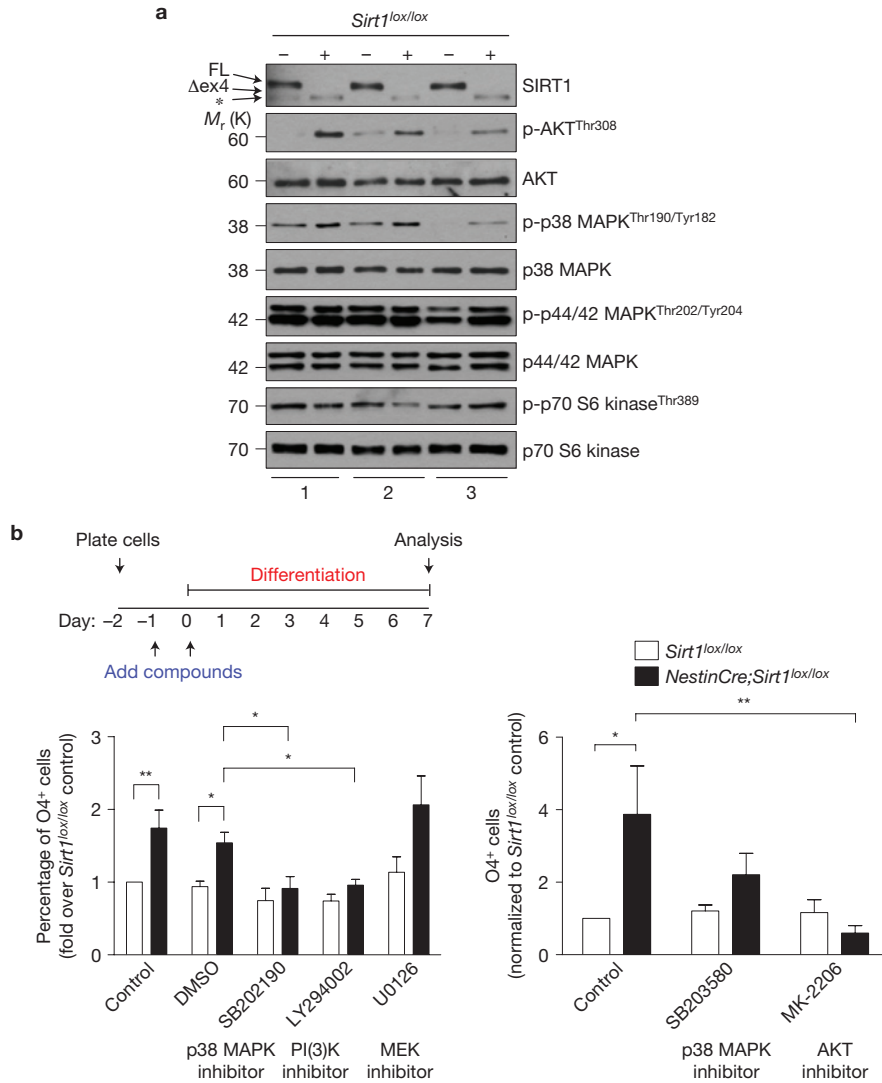 a
Sirt1lox/lox
– + – + – +
FL
Δex4
*
SIRT1
Mr (K)
60
p-AKTThr308
60
AKT
38
p-p38 MAPKThr190/Tyr182
38
p38 MAPK
42
p-p44/42 MAPKThr202/Tyr204
42
p44/42 MAPK
70
p-p70 S6 kinaseThr389
70
p70 S6 kinase
1 2 3
b
Plate cells
Analysis
Differentiation
Day: –2 –1 0 1 2 3 4 5 6 7
Add compounds
Percentage of O4+ cells
(fold over Sirt1lox/lox control)
3
2
1
0
**
*
*
*
Control
DMSO
SB202190
LY294002
U0126
p38 MAPK
inhibitor
PI(3)K
inhibitor
MEK
inhibitor
Sirt1lox/lox
NestinCre;Sirt1lox/lox
O4+ cells
(normalized to Sirt1lox/lox control)
6
4
2
0
*
**
Control
SB203580
MK-2206
p38 MAPK
inhibitor
AKT
inhibitor